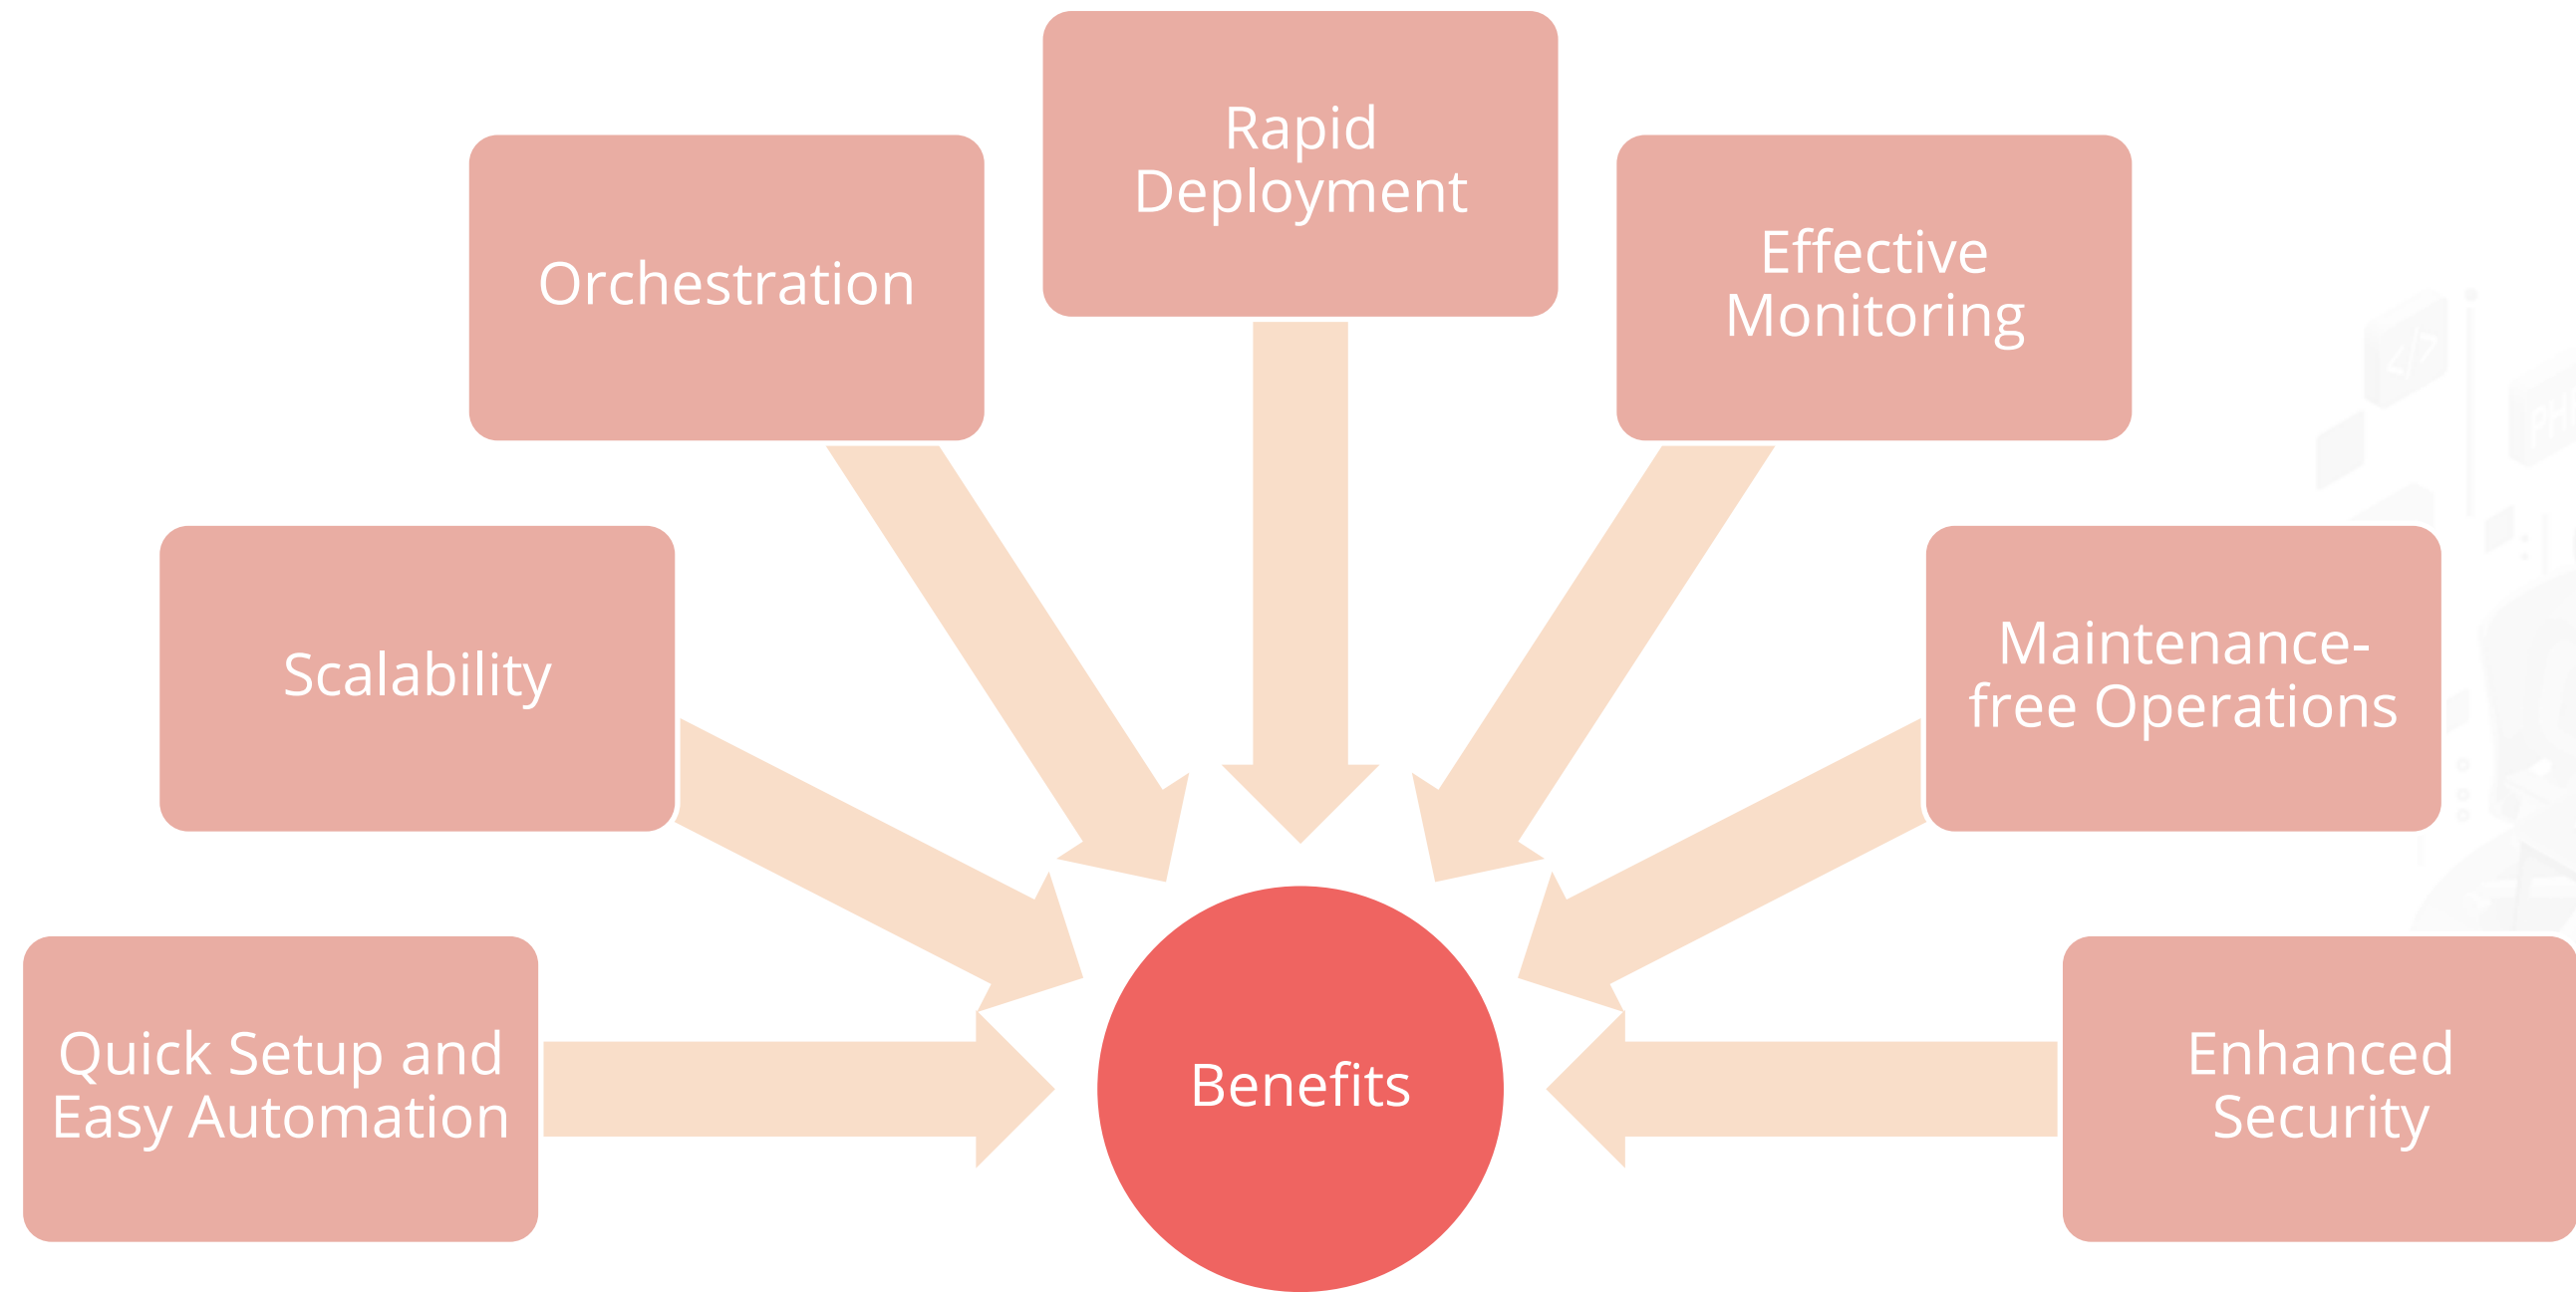 Rapid
Deployment
Orchestration
Effective
Monitoring
Scalability
Maintenance-
free Operations
Quick Setup and
Easy Automation
Benefits
Enhanced
Security
</>